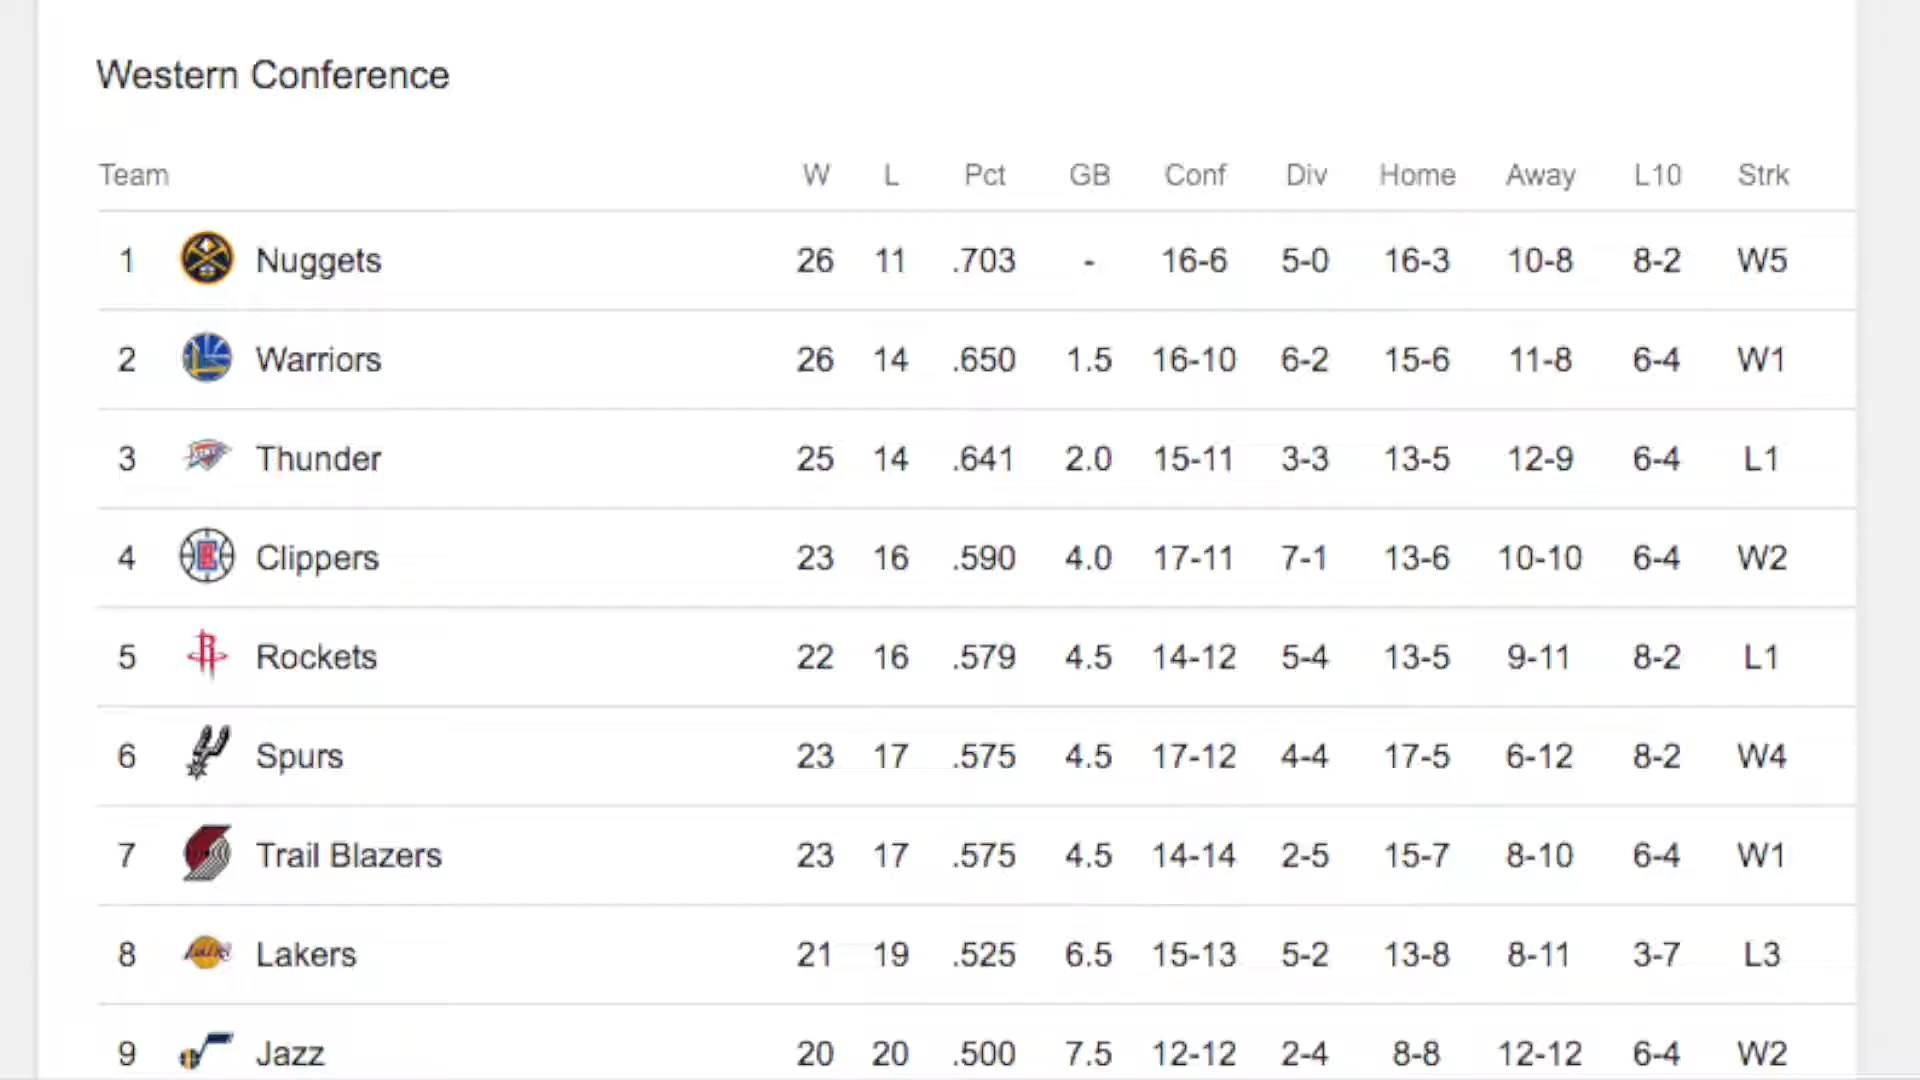 Western Conference
Team W L Pct GB Conf Div Home Away L10 Strk
1 Nuggets 26 11 .703 - 16-6 5-0 16-3 10-8 8-2 W5
2 Warriors 26 14 .650 1.5 16-10 6-2 15-6 11-8 6-4 W1
3 Thunder 25 14 .641 2.0 15-11 3-3 13-5 12-9 6-4 L1
4 Clippers 23 16 .590 4.0 17-11 7-1 13-6 10-10 6-4 W2
5 Rockets 22 16 .579 4.5 14-12 5-4 13-5 9-11 8-2 L1
6 Spurs 23 17 .575 4.5 17-12 4-4 17-5 6-12 8-2 W4
7 Trail Blazers 23 17 .575 4.5 14-14 2-5 15-7 8-10 6-4 W1
8 Lakers 21 19 .525 6.5 15-13 5-2 13-8 8-11 3-7 L3
9 Jazz 20 20 .500 7.5 12-12 2-4 8-8 12-12 6-4 W2